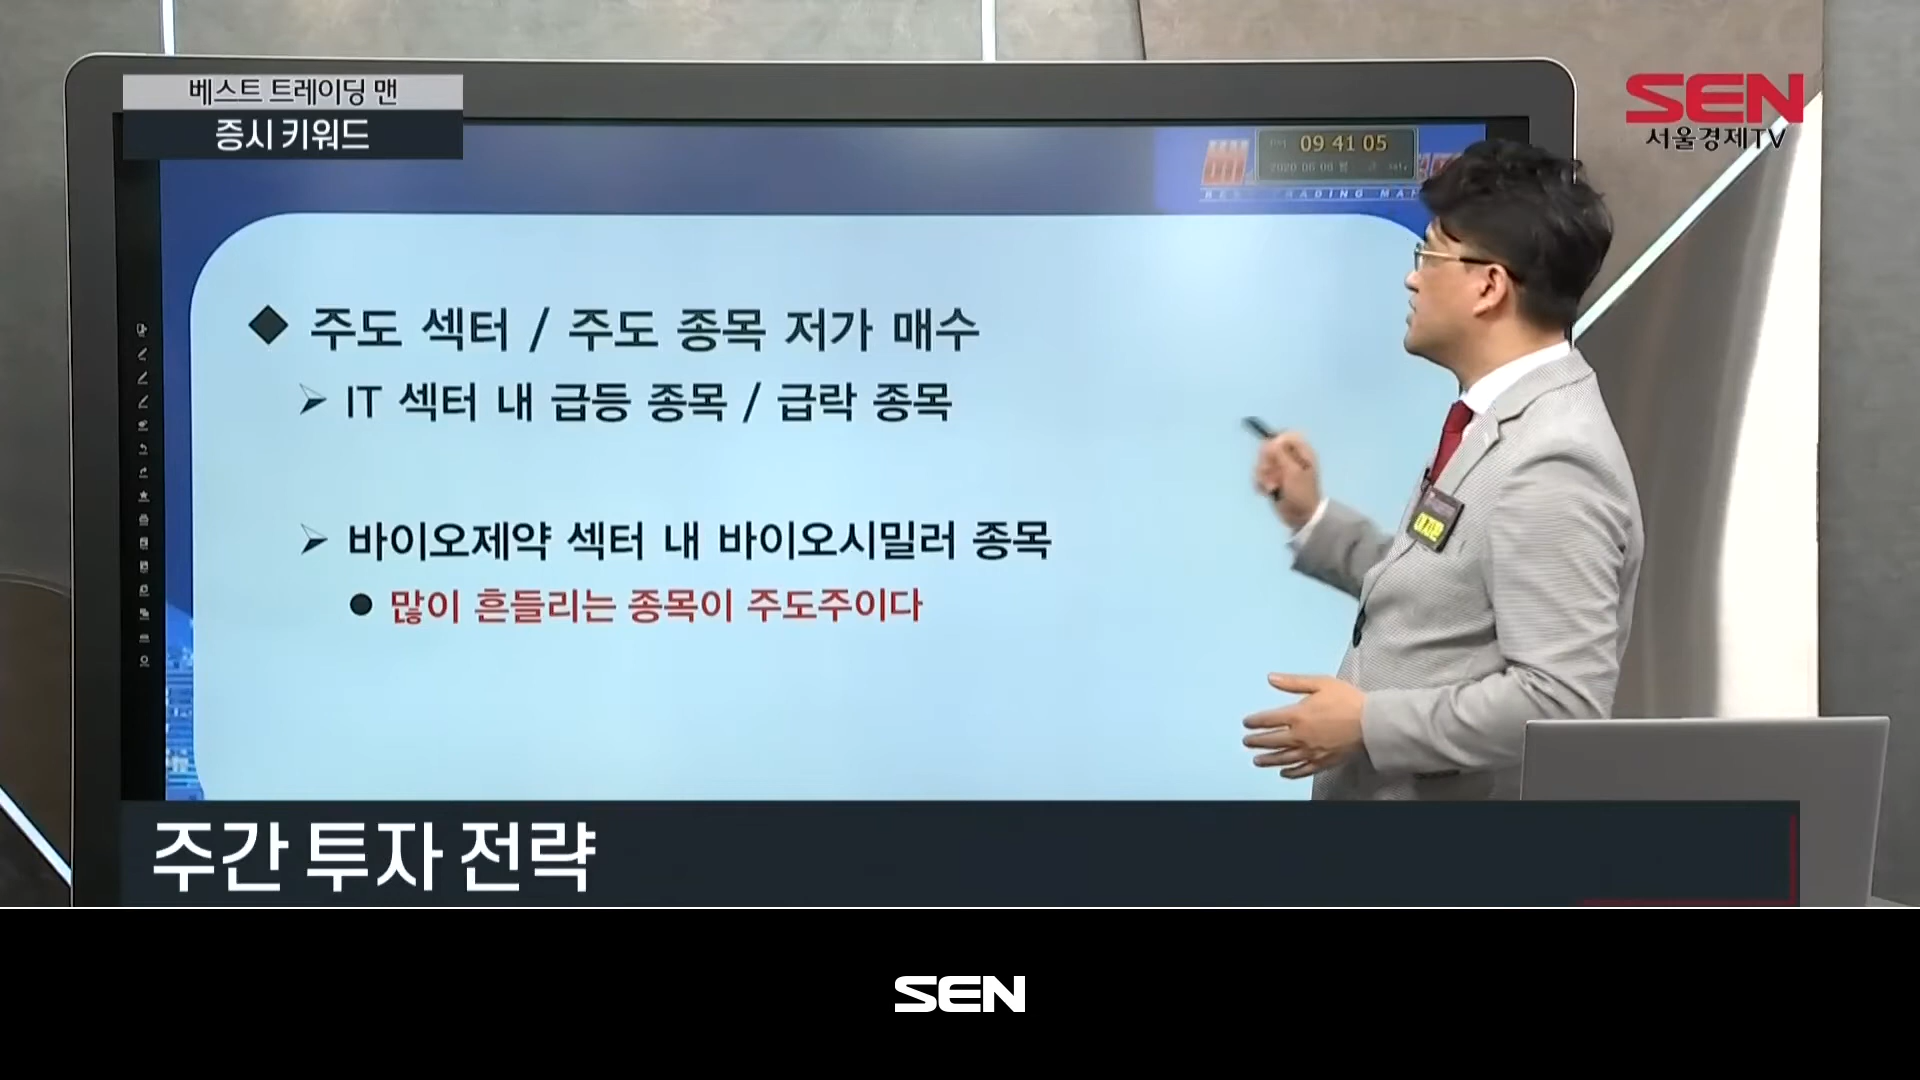 베스트 트레이딩 맨
증시 키워드
SEN
서울경제TV
09 41 05
◆ 주도 섹터 / 주도 종목 저가 매수
➢ IT 섹터 내 급등 종목 / 급락 종목
➢ 바이오제약 섹터 내 바이오시밀러 종목
● 많이 흔들리는 종목이 주도주이다
주간 투자 전략
SEN